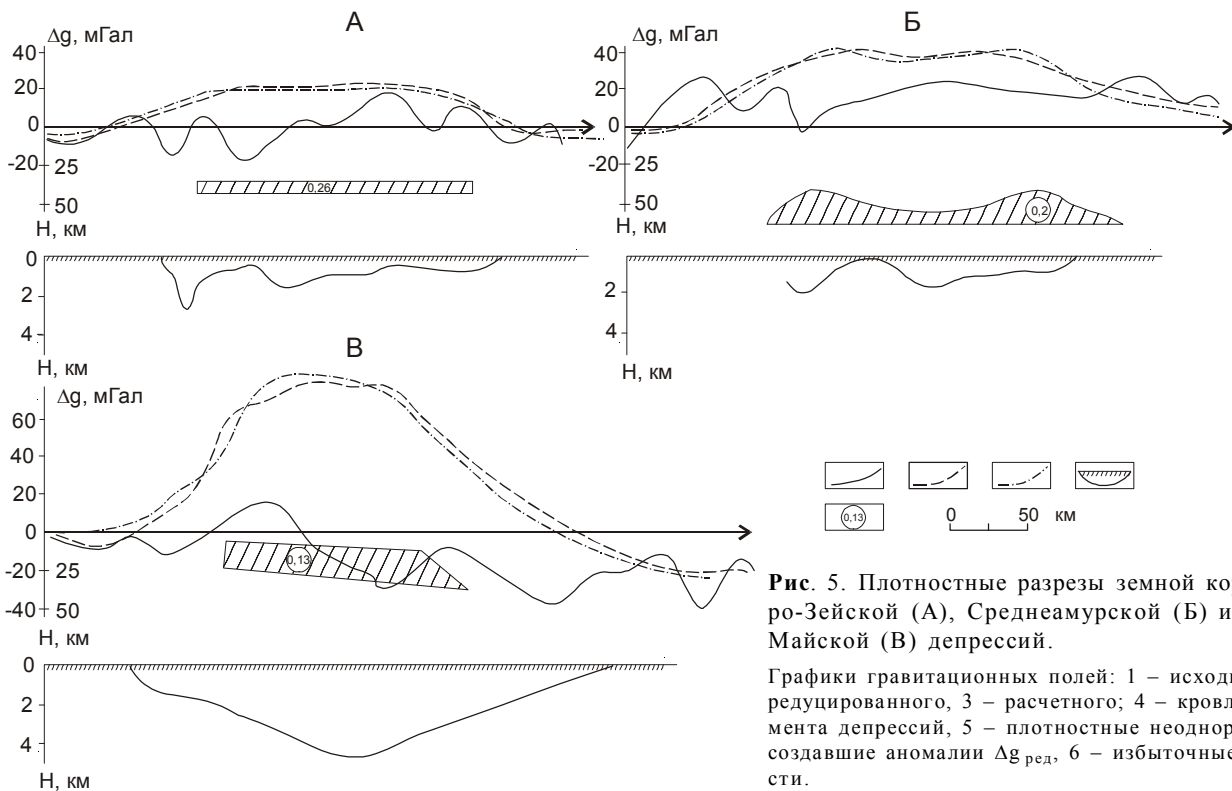 А
Δg, мГал
40
20
0
-20
25
50
Н, км
0,26
0
2
4
Н, км
Б
Δg, мГал
40
20
0
-20
25
50
Н, км
0,2
2
4
Н, км
В
Δg, мГал
60
40
20
0
-20
25
-40
50
Н, км
0,13
0
2
4
Н, км
0,13
0 50 км
Рис. 5. Плотностные разрезы земной ко
ро-Зейской (А), Среднеамурской (Б) и
Майской (В) депрессий.
Графики гравитационных полей: 1 – исход
редуцированного, 3 – расчетного; 4 – кровл
мента депрессий, 5 – плотностные неоднор
создавшие аномалии Δg ред, 6 – избыточные
сти.